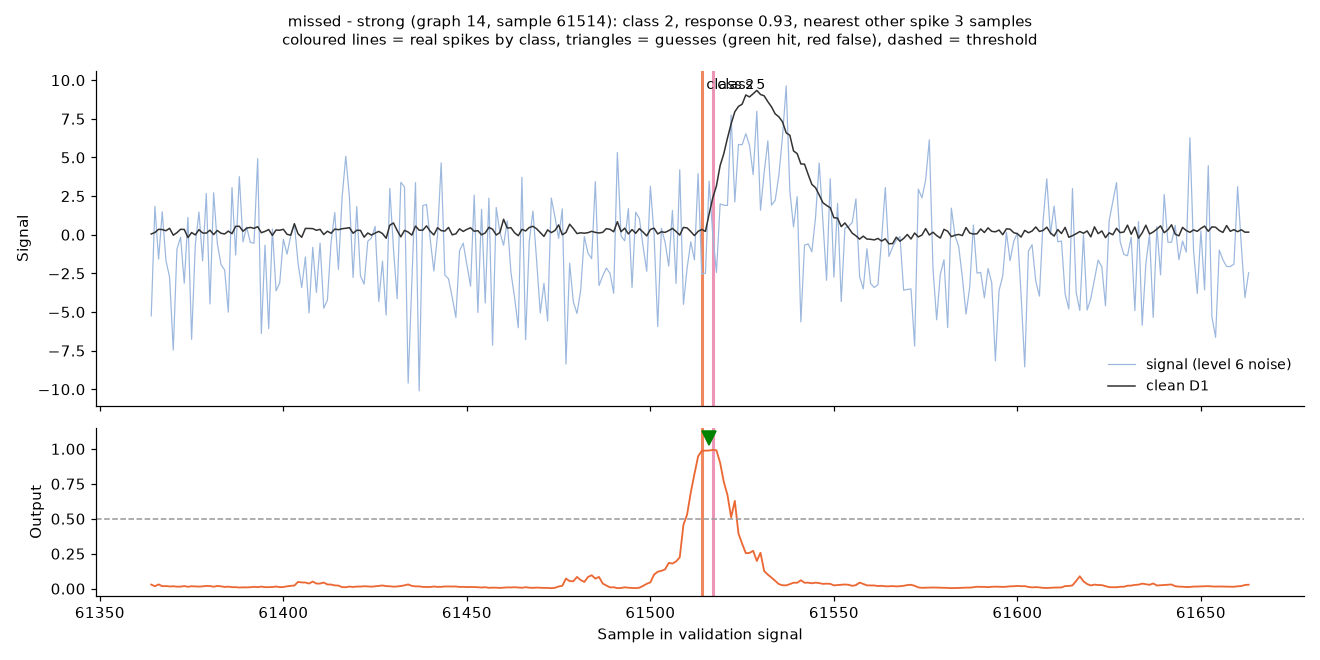 missed - strong (graph 14, sample 61514): class 2, response 0.93, nearest other spike 3 samples
coloured lines = real spikes by class, triangles = guesses (green hit, red false), dashed = threshold
10.0
7.5
5.0
2.5
0.0
−2.5
−5.0
−7.5
−10.0
Signal
class 2
class 5
signal (level 6 noise)
clean D1
1.00
0.75
0.50
0.25
0.00
Output
61350
61400
61450
61500
61550
61600
61650
Sample in validation signal